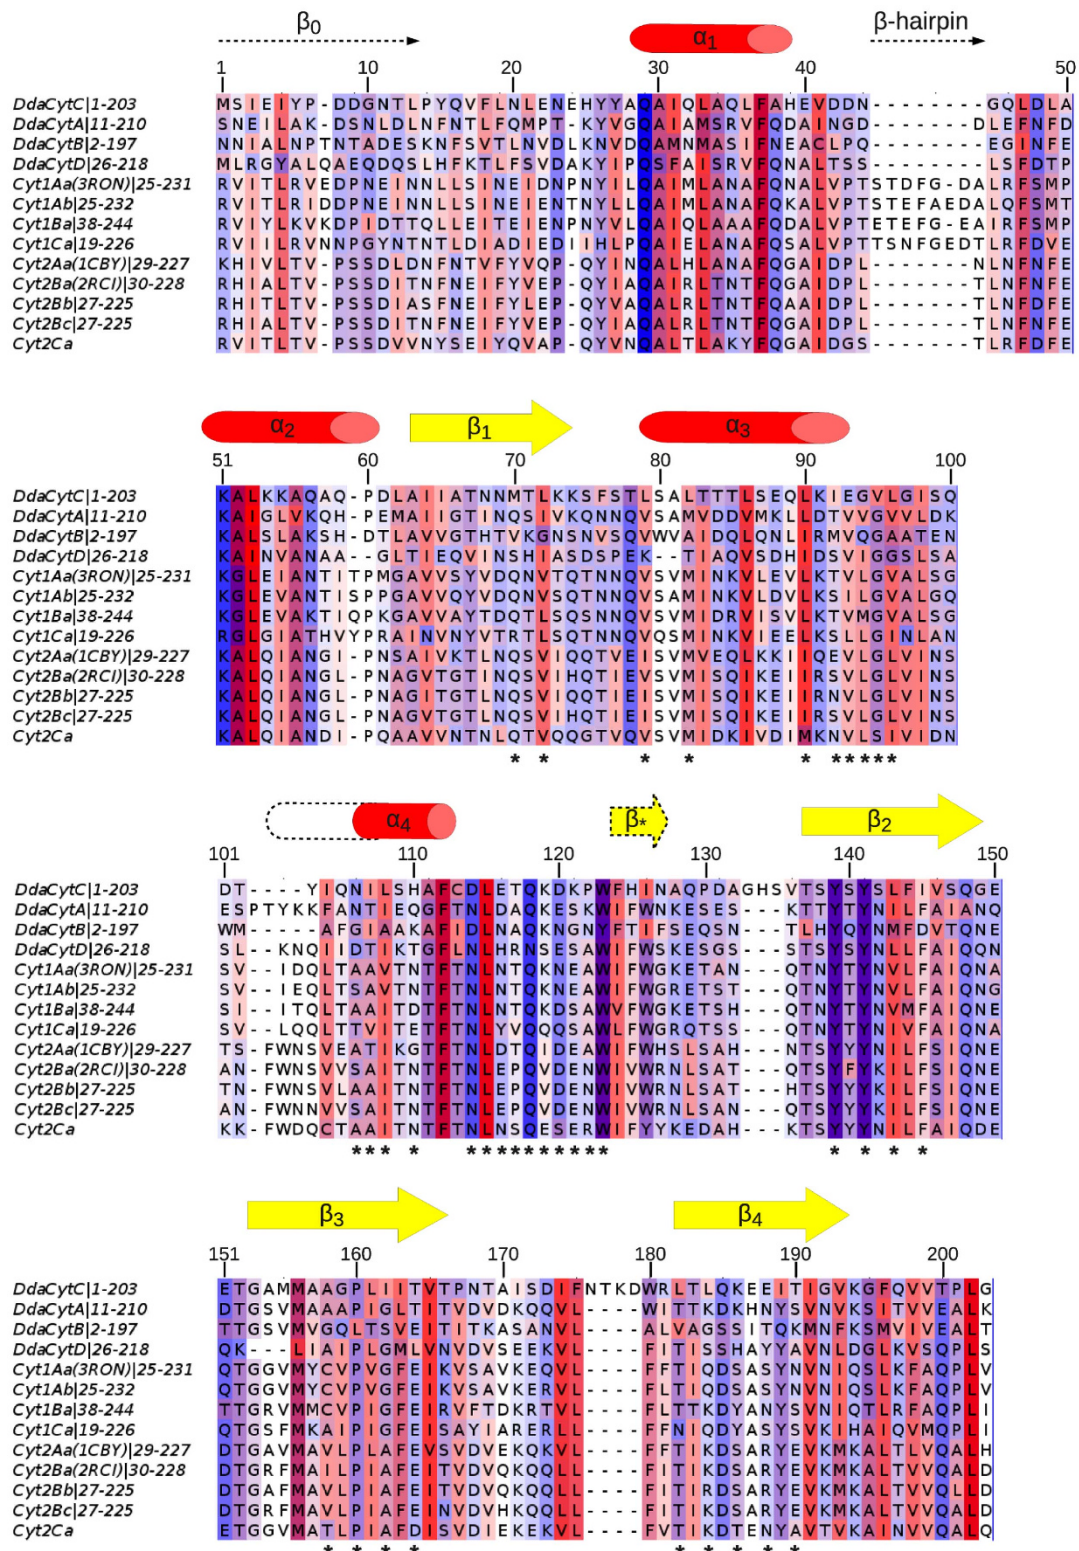 β0 α1 β-hairpin
1 10 20 30 40 50
DdaCytC|1-203 MSIEIYP-DDGNTLPYQVFLNLENEHYYAQAIQLAQLFAHEVDDN--------GQLDLA
DdaCytA|11-210 SNEILAK-DSNLDLNFNTLFQMPT-KYVGQAIAMSRVFQDAINGD-------DLEFNFD
DdaCytB|2-197 NNIALNPTNTADESKNFSVTLNVDLKNVDQAMNMASIFNEACLPQ-------EGINFE
DdaCytD|26-218 MLRGYALQAEQDQSLHFKTLFSVDAKYIPQSFAISRVFQNALTSS-------LSFDTP
Cyt1Aa(3RON)|25-231 RVITLRVEDPNEINNLLSINEIDNPNYILQAIMLANAFQNALVPTSTDFG-DALRFSMP
Cyt1Ab|25-232 RVITLRIDDPNEINNLLSINEIENTNYLLQAIMLANAFQKALVPTSTEFAEDALQFSMT
Cyt1Ba|38-244 RVIYLKVKDPIDTTQLLEITEIENPNYVLQAIQLAAAFQDALVPTETEFG-EAIRFSMP
Cyt1Ca|19-226 RVIILRVNNPGYNTNTLDIADIEDIIHLPQAIELANAFQSALVPTTSNFGEDTLRFDVE
Cyt2Aa(1CBY)|29-227 KHIVLTV-PSSDLDNFNTVFYVQP-QYINQALHLANAFQGAIDPL-------NLNFNFE
Cyt2Ba(2RCI)|30-228 RHIALTV-PSSDITNFNEIFYVEP-QYIAQAIRLTNTFQGAIDPL-------TLNFNFE
Cyt2Bb|27-225 RHITLTV-PSSDIASFNEIFYLEP-QYVAQALRLTNTFQAAIDPL-------TLNFDFE
Cyt2Bc|27-225 RHIALTV-PSSDITNFNEIFYVEP-QYIAQALRLTNTFQGAIDPL-------TLNFNFE
Cyt2Ca RVITLTV-PSSDVVNYSEIYQVAP-QYVNQALTLAKYFQGAIDGS-------TLRFDFE
α2 β1 α3
51 60 70 80 90 100
DdaCytC|1-203 KALKKAQAQ-PDLAIIATNNMTLKKSFSTLSALTTTLSEQLKIEGVLGISQ
DdaCytA|11-210 KAIGLVKQH-PEMAIIGTINQSIVKQNNQVSAMVDDVMKLLDTVVGVVLDK
DdaCytB|2-197 KALSLAKSH-DTLAVVGTHTVKGNSNVSQVWVAIDQLQNLIRMVQGAATEN
DdaCytD|26-218 KAINVANAA--GLTIEQVINSHIASDSPEK--TAQVSDHIDSVIGGSLSA
Cyt1Aa(3RON)|25-231 KGLEIANTITPMGAVVSYVDQNVTQTNNQVSVMINKVLEVLKTVLGVALSG
Cyt1Ab|25-232 KGLEVANTISPPGAVVQYVDQNVSQTNNQVSVMINKVLEVLKSVLGVALGQ
Cyt1Ba|38-244 KGLEVAKTIQPKGAVVAYTDQTLSQSNNQVSVMIDRVISVLKTVMGVALSG
Cyt1Ca|19-226 RGLGIATHVYPRAINVNYVTRTLSQTNNQVQSMINKVIEELKSLLGINLAN
Cyt2Aa(1CBY)|29-227 KALQIANGI-PNSAIVKTLNQSVIQQTVEISVMVEQLKKIIQEVLGLVINS
Cyt2Ba(2RCI)|30-228 KALQIANGL-PNAGVTGTINQSVIHQTIEVSVMISQIKEIIRSVLGLVINS
Cyt2Bb|27-225 KALQIANGL-PNAGITGTINQSVIQQTIEVSVMISQIKEIIRNVLGLVINS
Cyt2Bc|27-225 KALQIANGL-PNAGVTGTLNQSVIHQTIEISVMISQIKEIIRSVLGLVINS
Cyt2Ca KALQIANDI-PQAAVVNTNLQTVQQGTVQVSVMIDKIVDIMKNVLSIVIDN
* * * * * * * * * *
α4 β* β2
101 110 120 130 140 150
DdaCytC|1-203 DT----YIQNILSHAFCDLETQKDKPWFHINAQPDAGHSVTSYSYSLFIVSQGE
DdaCytA|11-210 ESPTYKKFANTIEQGFTNLDAQKESKWIFWNKESES---KTTYTYNILFAIANQ
DdaCytB|2-197 WM-----AFGIAAKAFIDLNAQKNGNYFTIFSEQSN---TLHYQYNMFDVTQNE
DdaCytD|26-218 SL--KNQIIDTIKTGFLNLHRNSEAGWISWSKTSGS---STSYTYSLFASQQN
Cyt1Aa(3RON)|25-231 SV--IDQLTAAVTNTFTNLNTQKNEAWIFWGKETAN---QTNYTYNVLFAIQNA
Cyt1Ab|25-232 SV--IEQLTSAVTNTFTNLNTQKNEAWIFWGRETST---QTNYTYNVLFAIQNG
Cyt1Ba|38-244 SI--ITQLTAAITDTFTNLNTQKDSAWVFWGKETSH---QTNYTYNVMFAIQNE
Cyt1Ca|19-226 SV--LQQLTTVITETFTNLYVQQQSAWLFWGRQTSS---QTNYTYNIVFAIQNA
Cyt2Aa(1CBY)|29-227 TS-FWNSVEATIKGTFTNLDTQIDEAWIFWHSLSAH---NTSYYYNILFSIQNE
Cyt2Ba(2RCI)|30-228 AN-FWNSVVSAITNTFTNLEPQVDENWIVWRNLSAT---QTSYFYKILFSIQNE
Cyt2Bb|27-225 TN-FWNSVLAAITNTFTNLEPQVDENWIVWRNLSAT---HTSYYYKILFSIQNE
Cyt2Bc|27-225 AN-FWNNVVSAITNTFTNLEPQVDENWIVWRNLSAN---QTSYYYKILFSIQNE
Cyt2Ca KK-FWDQCTAAITNTFTNLNSQESERWIFYYKEDAH---KTSYYYNILFAIQDE
* * * * * * * * * * * * * * * * *
β3 β4
151 160 170 180 190 200
DdaCytC|1-203 ETGAMMAAGPLIITVTPNTAISDIFNTKDWRLTLQKEEITIGVKGFQVVTPLG
DdaCytA|11-210 DTGSVMAAAPIGLTITVDVDKQQVL----WITTKDHNYSVNVKSITVVEALK
DdaCytB|2-197 TTGSVMVGQLTSVEITITKASANVL----ALVAGSSITQKMNFKSMVIVEALT
DdaCytD|26-218 QK---LIAIPLGMLVNVDVSEEKVL----FTISSHAYYAVNLDGLKVSQPLS
Cyt1Aa(3RON)|25-231 QTGGVMYCVPVGFEIKVSAVKEQVL----FFTIQDSASYNVNIQSLKFAQPLV
Cyt1Ab|25-232 QTGGVMYCVPVGFEIKVSAVKERVL----FLTIQDSASYNVNIQSLKFAQPLV
Cyt1Ba|38-244 TTGRVMMCVPIGFEIRVFTDKRTVL----FLTTKDYANYSVNIQTLRFAQPLI
Cyt1Ca|19-226 QTGSFMKAIPIGFEISAYIARERVL----FFNIQDYASYSVKIHAIQVMQPLI
Cyt2Aa(1CBY)|29-227 DTGAVMAVLPLAFEVSVDVEKQKVL----FFTIKDSARYEVKMKALTLVQALH
Cyt2Ba(2RCI)|30-228 DTGRFMAILPIAFEITVDVQKQQLL----FITIKDSARYEVKMKALTVVQALD
Cyt2Bb|27-225 DTGAFMAVLPIAFEITVDVQKQQLL----FITIRDSARYEVKMKALTVVQLLD
Cyt2Bc|27-225 DTGRFMAVLPIAFEINVDVHKQQLL----FITIRDSARYEVKMKALTVVQALD
Cyt2Ca ETGGVMATLPIAFDISVDIEKEKVL----FVTIKDTENYAVTVKAINVVQALQ
* * * * * * * * *